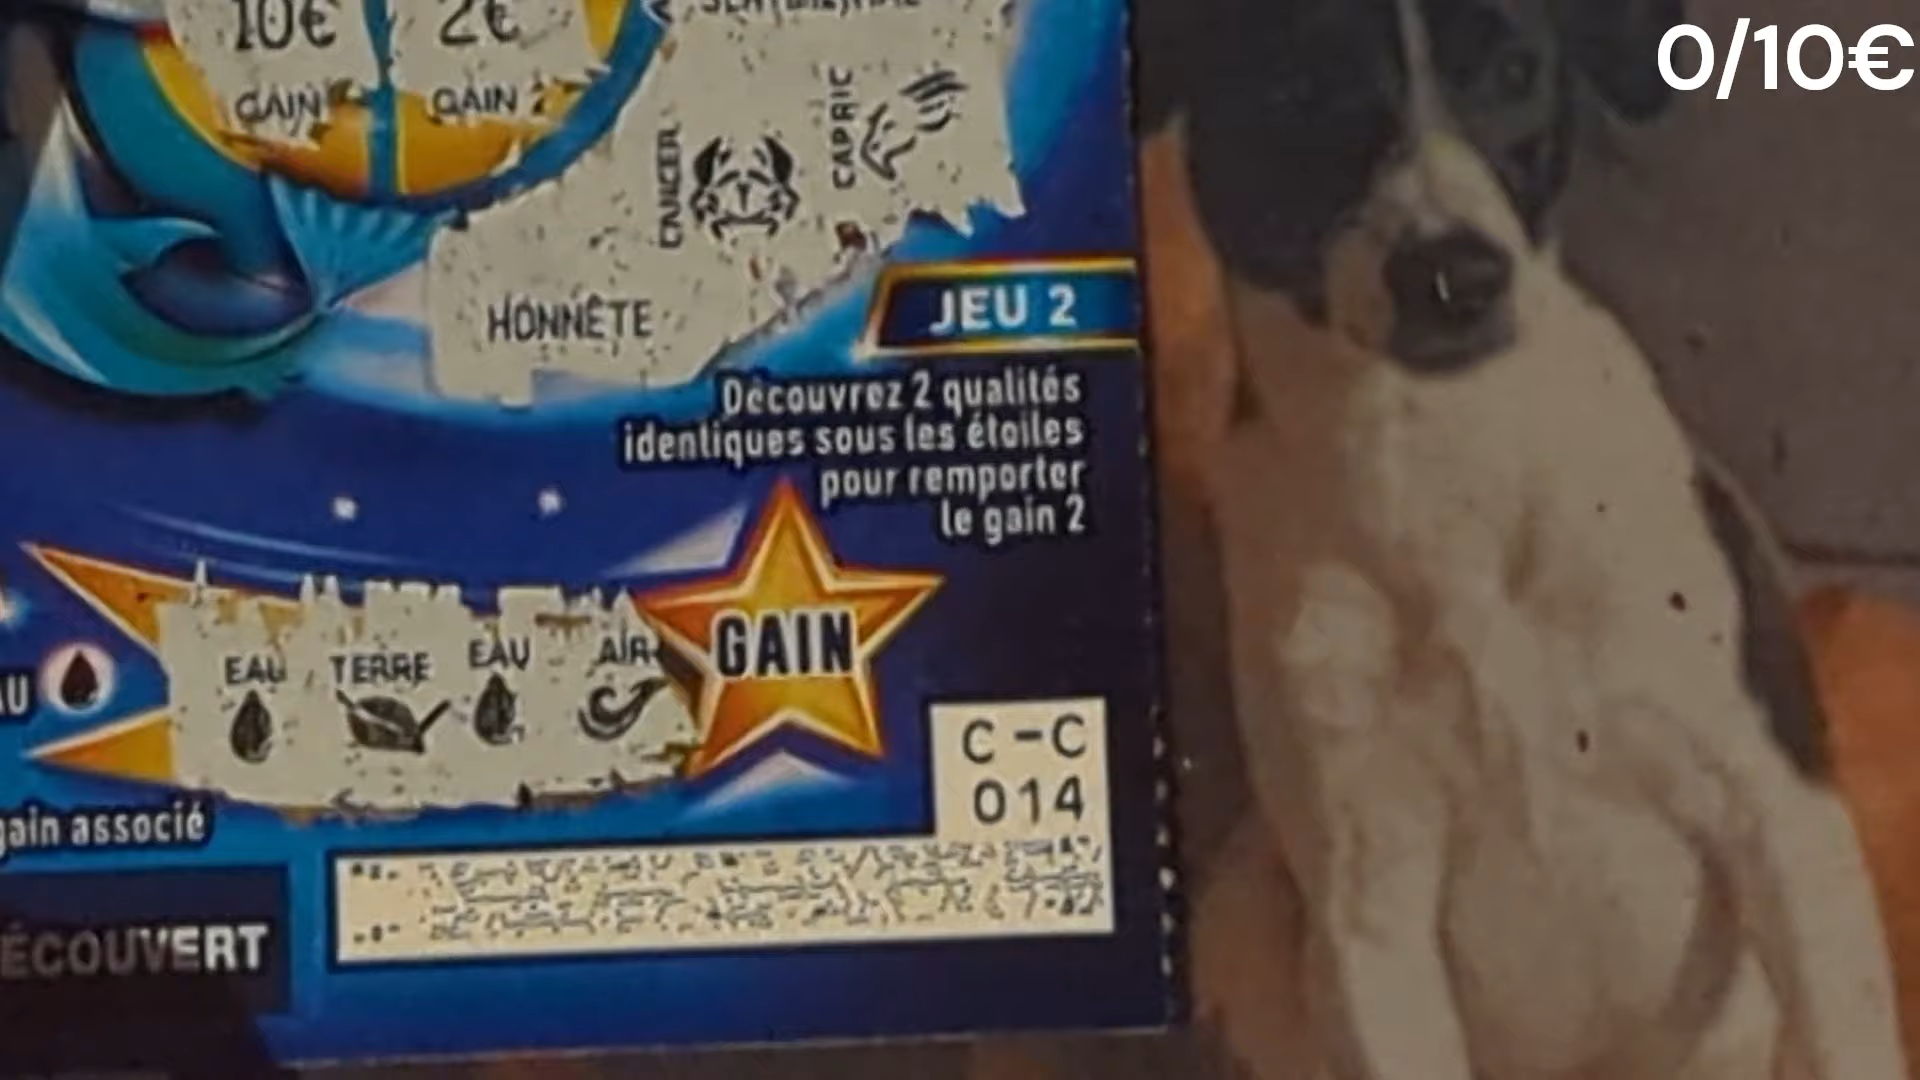 0/10€
10€
2€
GAIN
GAIN 2
CANCER
CAPRIC
HONNÊTE
JEU 2
Découvrez 2 qualités
identiques sous les étoiles
pour remporter
le gain 2
EAU
TERRE
EAU
AIR
GAIN
C-C
014
gain associé
ÉCOUVERT